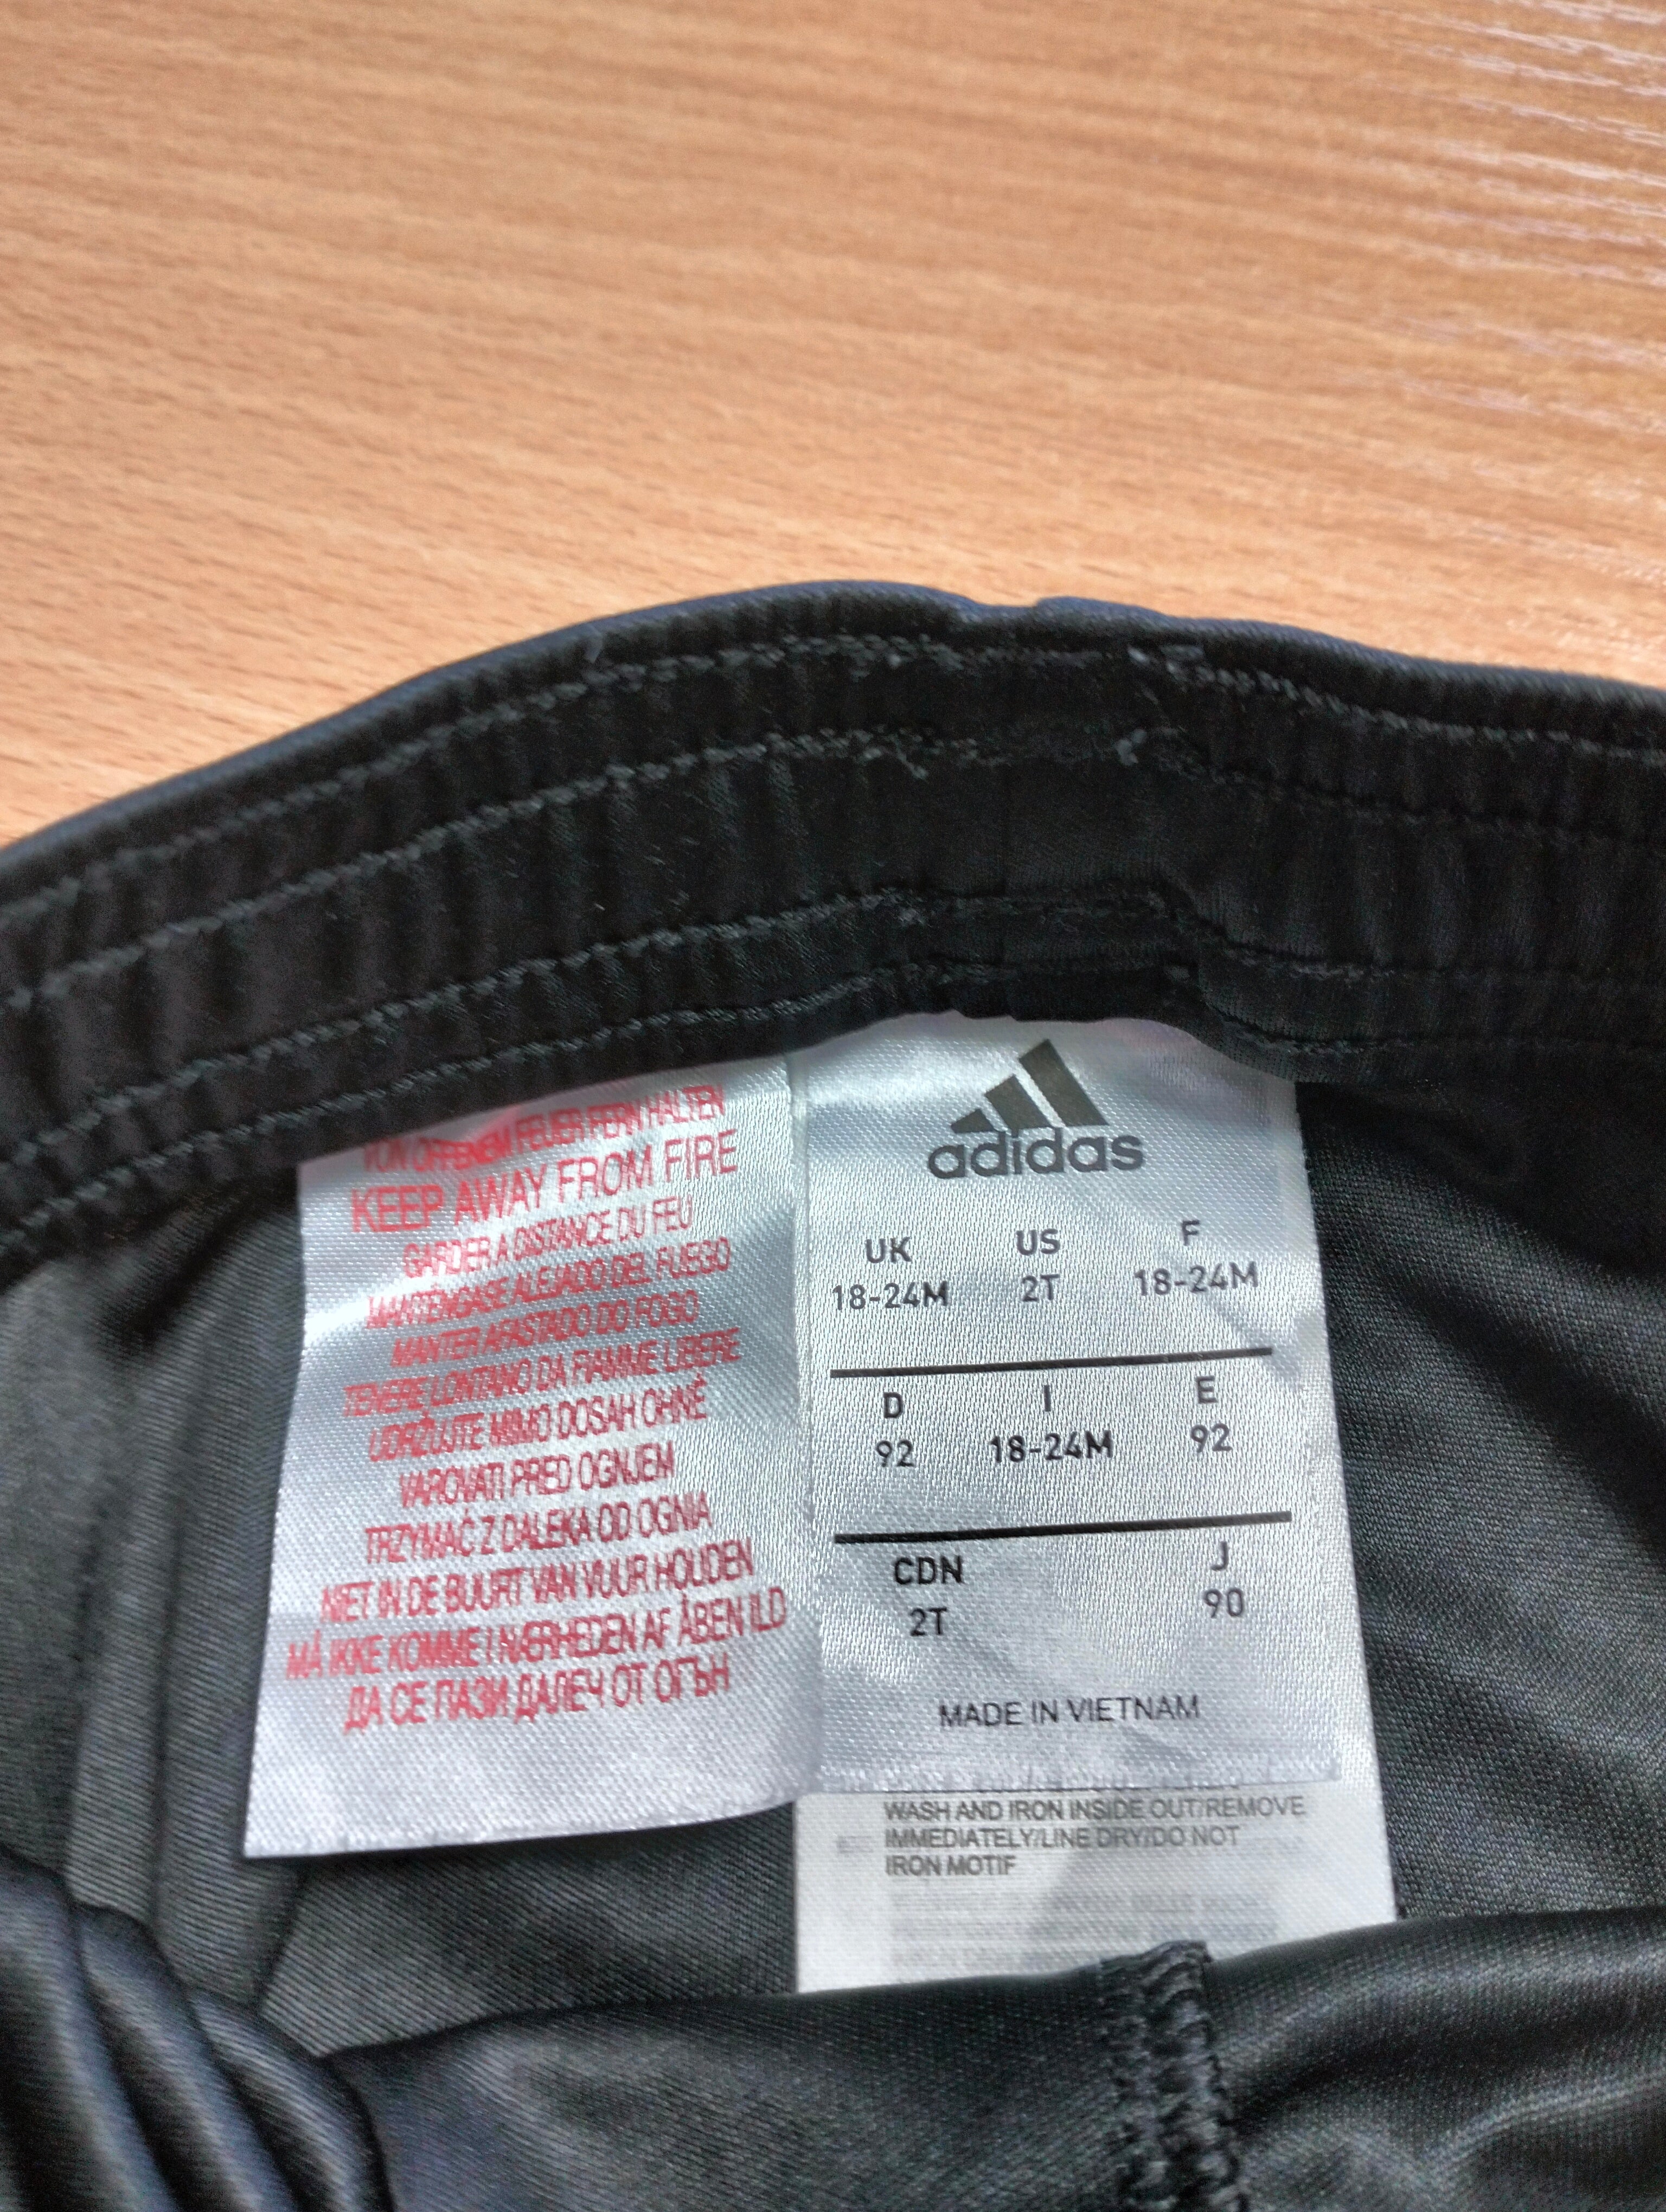 VON OFFENEM FEUER FERN HALTEN
KEEP AWAY FROM FIRE
GARDER A DISTANCE DU FEU
MANTÉNGASE ALEJADO DEL FUEGO
MANTER AFASTADO DO FOGO
TENERE LONTANO DA FIAMME LIBERE
UDRŽUJTE MIMO DOSAH OHNĚ
VAROVATI PRED OGNJEM
TRZYMAĆ Z DALEKA OD OGNIA
NIET IN DE BUURT VAN VUUR HOUDEN
MÅ IKKE KOMME I NÆRHEDEN AF ÅBEN ILD
ДА СЕ ПАЗИ ДАЛЕЧ ОТ ОГЪН
adidas
UK US F
18-24M 2T 18-24M
D I E
92 18-24M 92
CDN J
2T 90
MADE IN VIETNAM
WASH AND IRON INSIDE OUT/REMOVE
IMMEDIATELY/LINE DRY/DO NOT
IRON MOTIF